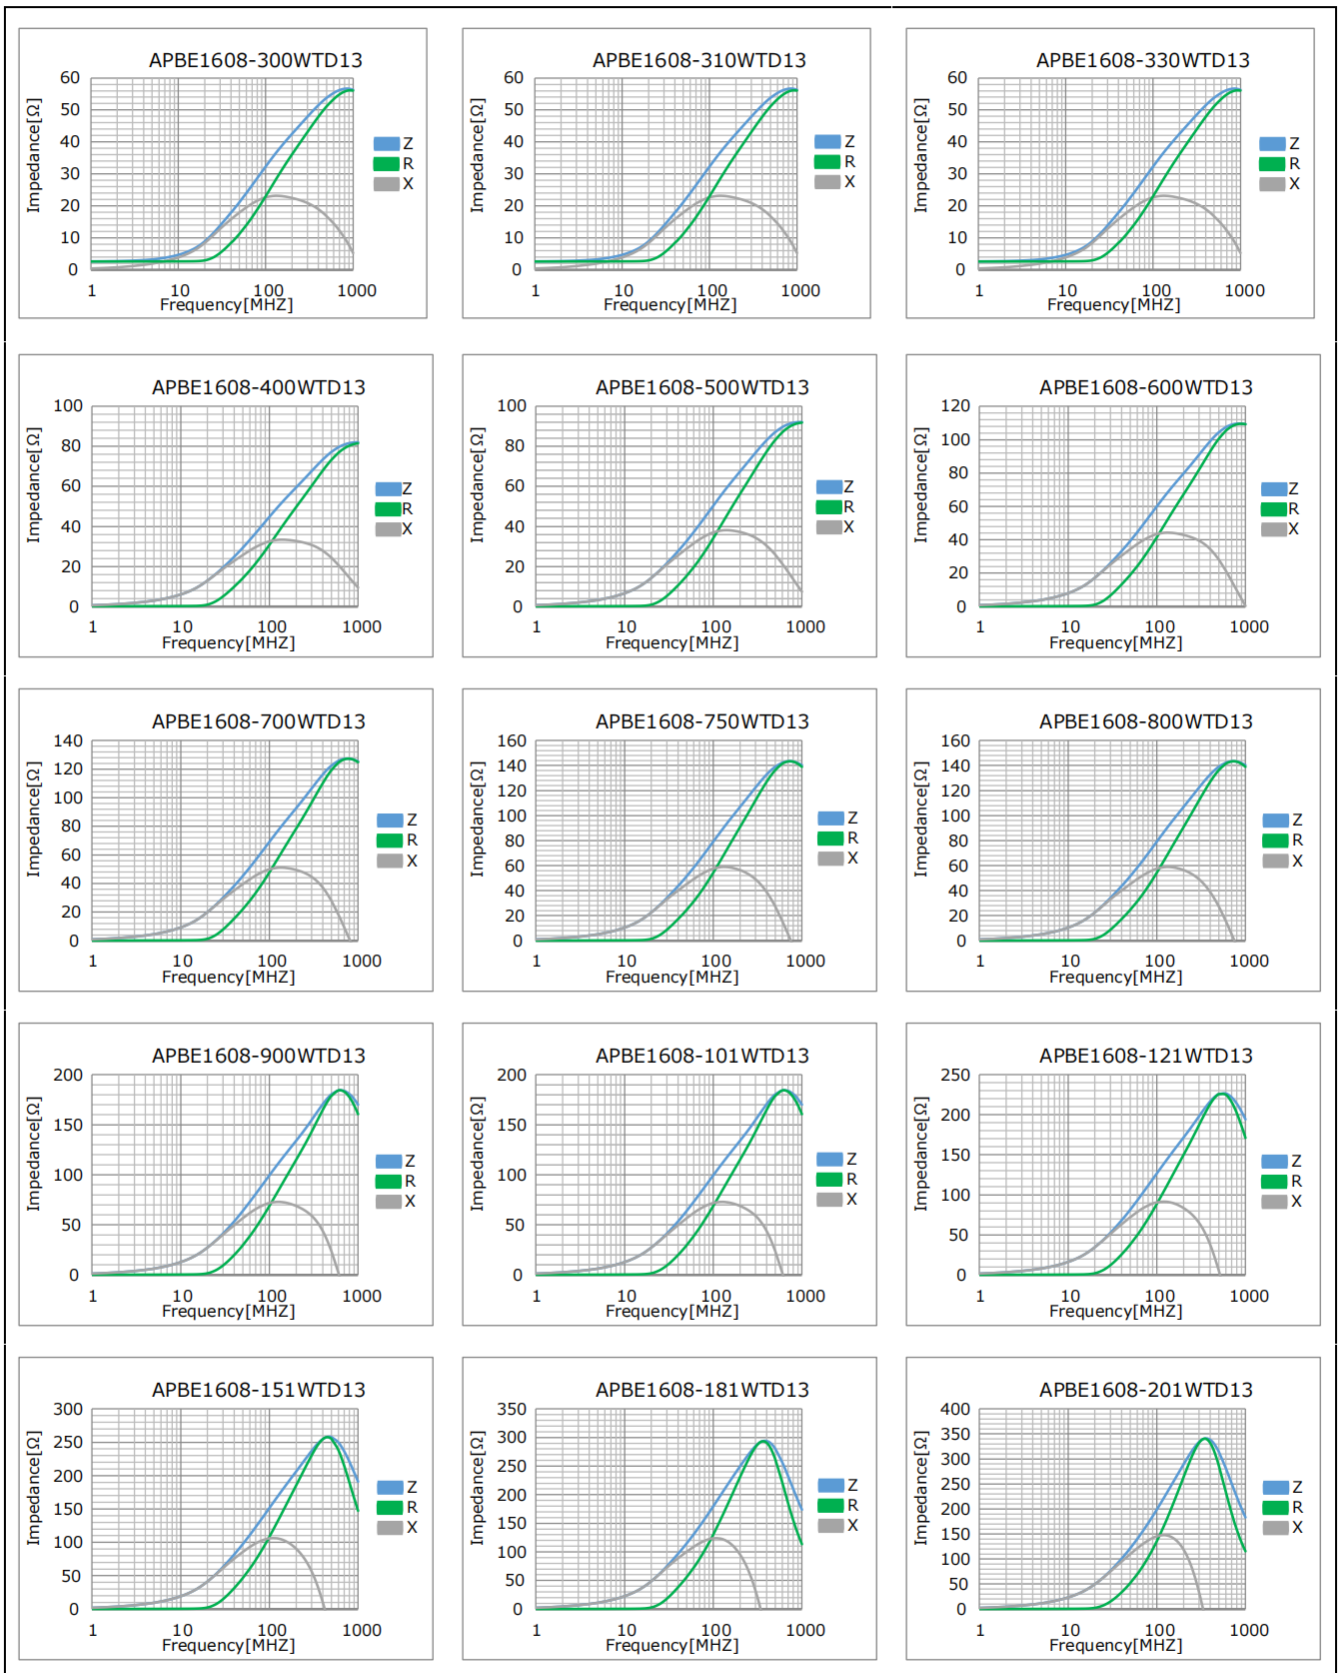 APBE1608-300WTD13
Impedance[Ω]
60
50
40
30
20
10
0
1 10 100 1000
Frequency[MHZ]
Z
R
X
APBE1608-310WTD13
Impedance[Ω]
60
50
40
30
20
10
0
1 10 100 1000
Frequency[MHZ]
Z
R
X
APBE1608-330WTD13
Impedance[Ω]
60
50
40
30
20
10
0
1 10 100 1000
Frequency[MHZ]
Z
R
X
APBE1608-400WTD13
Impedance[Ω]
100
80
60
40
20
0
1 10 100 1000
Frequency[MHZ]
Z
R
X
APBE1608-500WTD13
Impedance[Ω]
100
80
60
40
20
0
1 10 100 1000
Frequency[MHZ]
Z
R
X
APBE1608-600WTD13
Impedance[Ω]
120
100
80
60
40
20
0
1 10 100 1000
Frequency[MHZ]
Z
R
X
APBE1608-700WTD13
Impedance[Ω]
140
120
100
80
60
40
20
0
1 10 100 1000
Frequency[MHZ]
Z
R
X
APBE1608-750WTD13
Impedance[Ω]
160
140
120
100
80
60
40
20
0
1 10 100 1000
Frequency[MHZ]
Z
R
X
APBE1608-800WTD13
Impedance[Ω]
160
140
120
100
80
60
40
20
0
1 10 100 1000
Frequency[MHZ]
Z
R
X
APBE1608-900WTD13
Impedance[Ω]
200
150
100
50
0
1 10 100 1000
Frequency[MHZ]
Z
R
X
APBE1608-101WTD13
Impedance[Ω]
200
150
100
50
0
1 10 100 1000
Frequency[MHZ]
Z
R
X
APBE1608-121WTD13
Impedance[Ω]
250
200
150
100
50
0
1 10 100 1000
Frequency[MHZ]
Z
R
X
APBE1608-151WTD13
Impedance[Ω]
300
250
200
150
100
50
0
1 10 100 1000
Frequency[MHZ]
Z
R
X
APBE1608-181WTD13
Impedance[Ω]
350
300
250
200
150
100
50
0
1 10 100 1000
Frequency[MHZ]
Z
R
X
APBE1608-201WTD13
Impedance[Ω]
400
350
300
250
200
150
100
50
0
1 10 100 1000
Frequency[MHZ]
Z
R
X